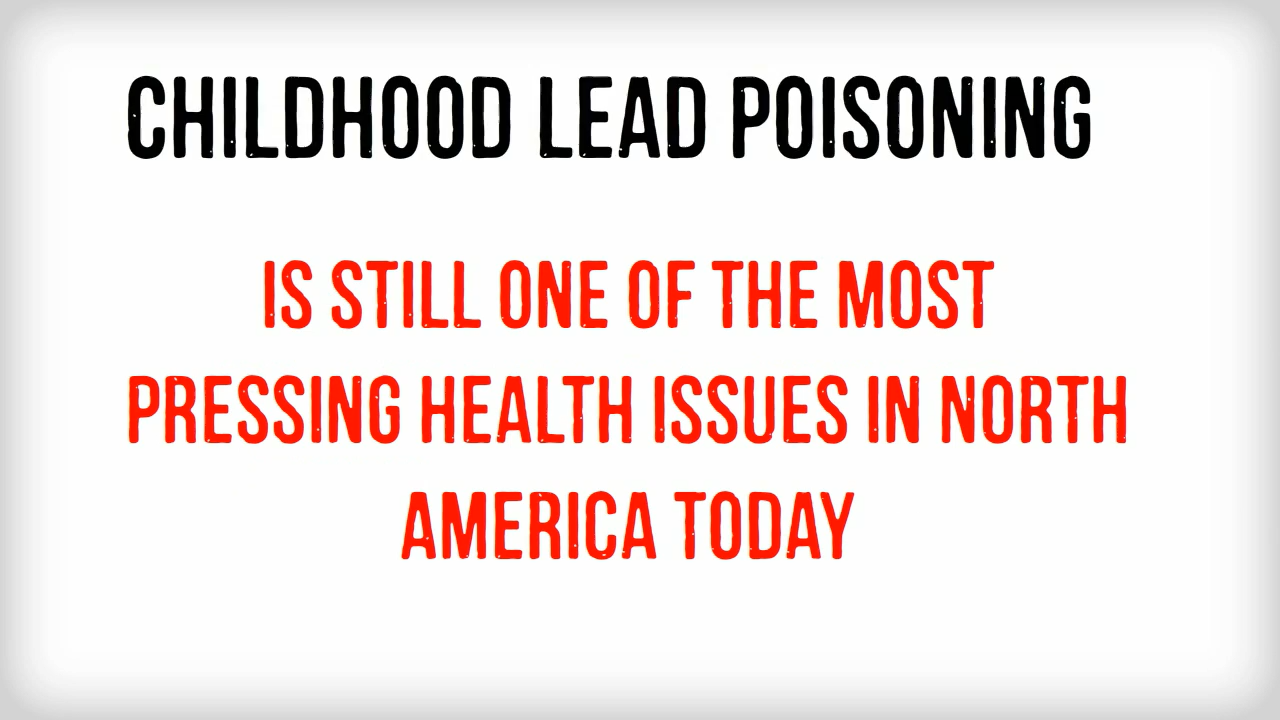 CHILDHOOD LEAD POISONING
IS STILL ONE OF THE MOST
PRESSING HEALTH ISSUES IN NORTH
AMERICA TODAY